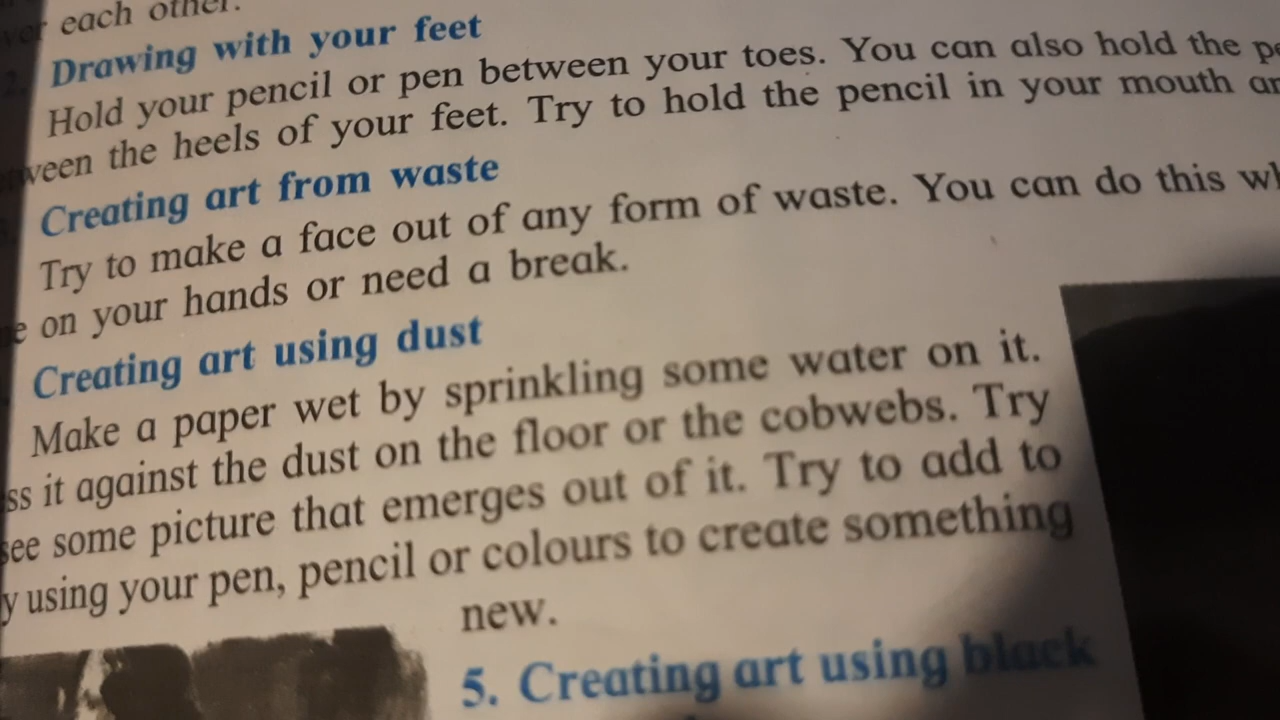 each other.
2. Drawing with your feet
Hold your pencil or pen between your toes. You can also hold the
the heels of your feet. Try to hold the pencil in your mouth
Creating art from waste
Try to make a face out of any form of waste. You can do this
on your hands or need a break.
Creating art using dust
Make a paper wet by sprinkling some water on it.
it against the dust on the floor or the cobwebs. Try
see some picture that emerges out of it. Try to add to
using your pen, pencil or colours to create something
new.
5. Creating art using black